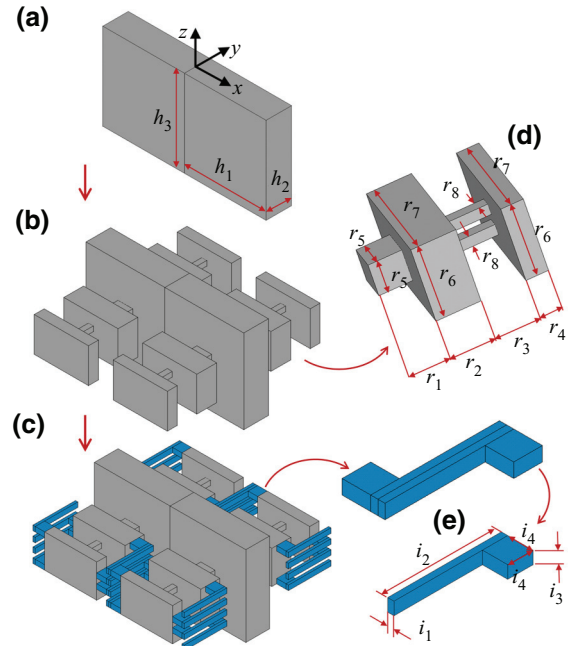 (a)
z
y
x
h3
h1
h2
(b)
(d)
r7
r7
r8
r5
r5
r6
r8
r6
r1
r2
r3
r4
(c)
(e)
i2
i4
i4
i3
i1